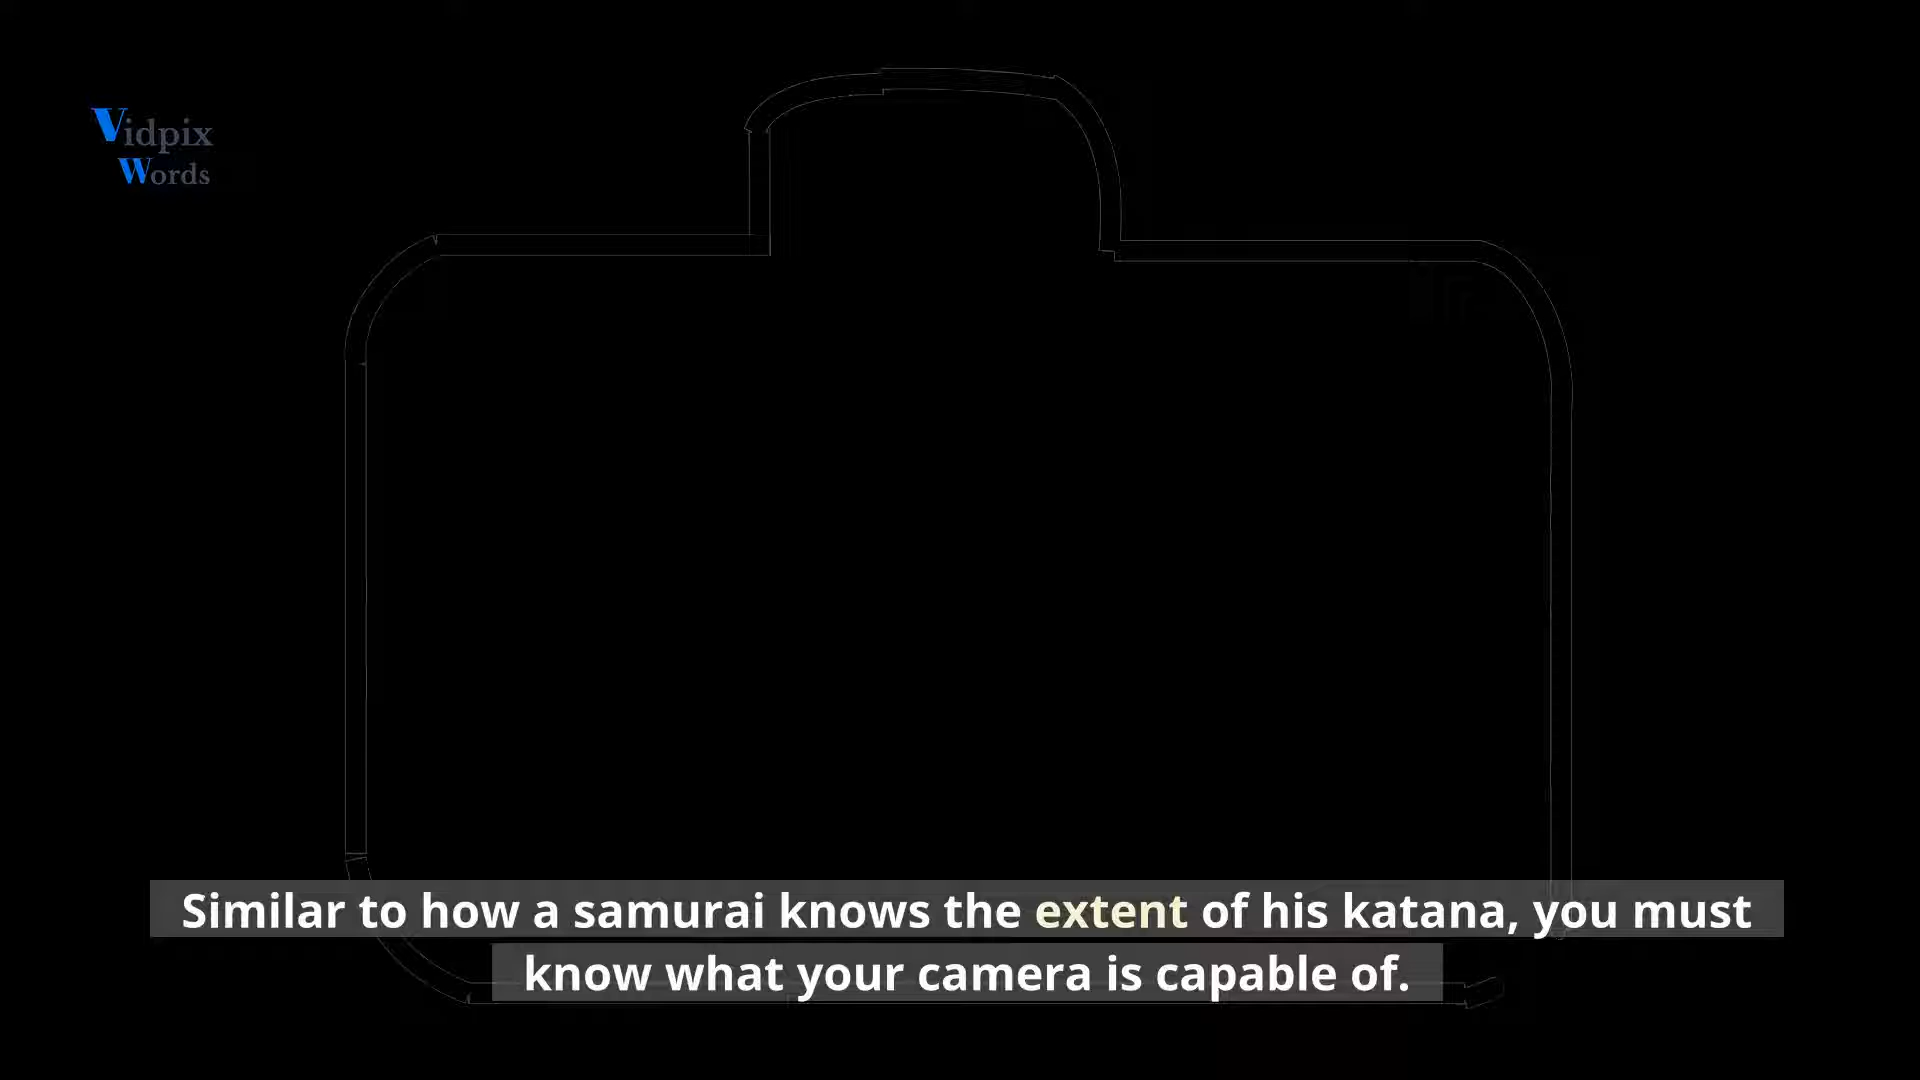 Vidpix
Words
Similar to how a samurai knows the extent of his katana, you must
know what your camera is capable of.